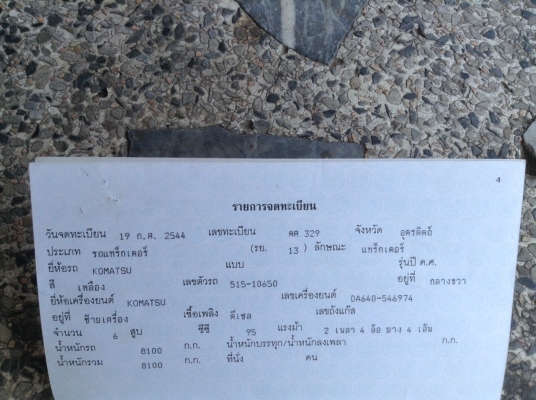 4
รายการจดทะเบียน
วันจดทะเบียน 19 ก.ค. 2544 เลขทะเบียน ตค 329 จังหวัด อุตรดิตถ์
ประเภท รถแทร็กเตอร์ (รย. 13) ลักษณะ แทร็กเตอร์
ยี่ห้อรถ KOMATSU แบบ รุ่นปี ค.ศ.
สี เหลือง เลขตัวรถ 515-10650 อยู่ที่ กลางขวา
ยี่ห้อเครื่องยนต์ KOMATSU เลขเครื่องยนต์ DA640-546974
อยู่ที่ ซ้ายเครื่อง เชื้อเพลิง ดีเซล เลขถังแก๊ส
จำนวน 6 สูบ ซีซี 95 แรงม้า 2 เพลา 4 ล้อ ยาง 4 เส้น
น้ำหนักรถ 8100 ก.ก. น้ำหนักบรรทุก/น้ำหนักลงเพลา ก.ก.
น้ำหนักรวม 8100 ก.ก. ที่นั่ง คน